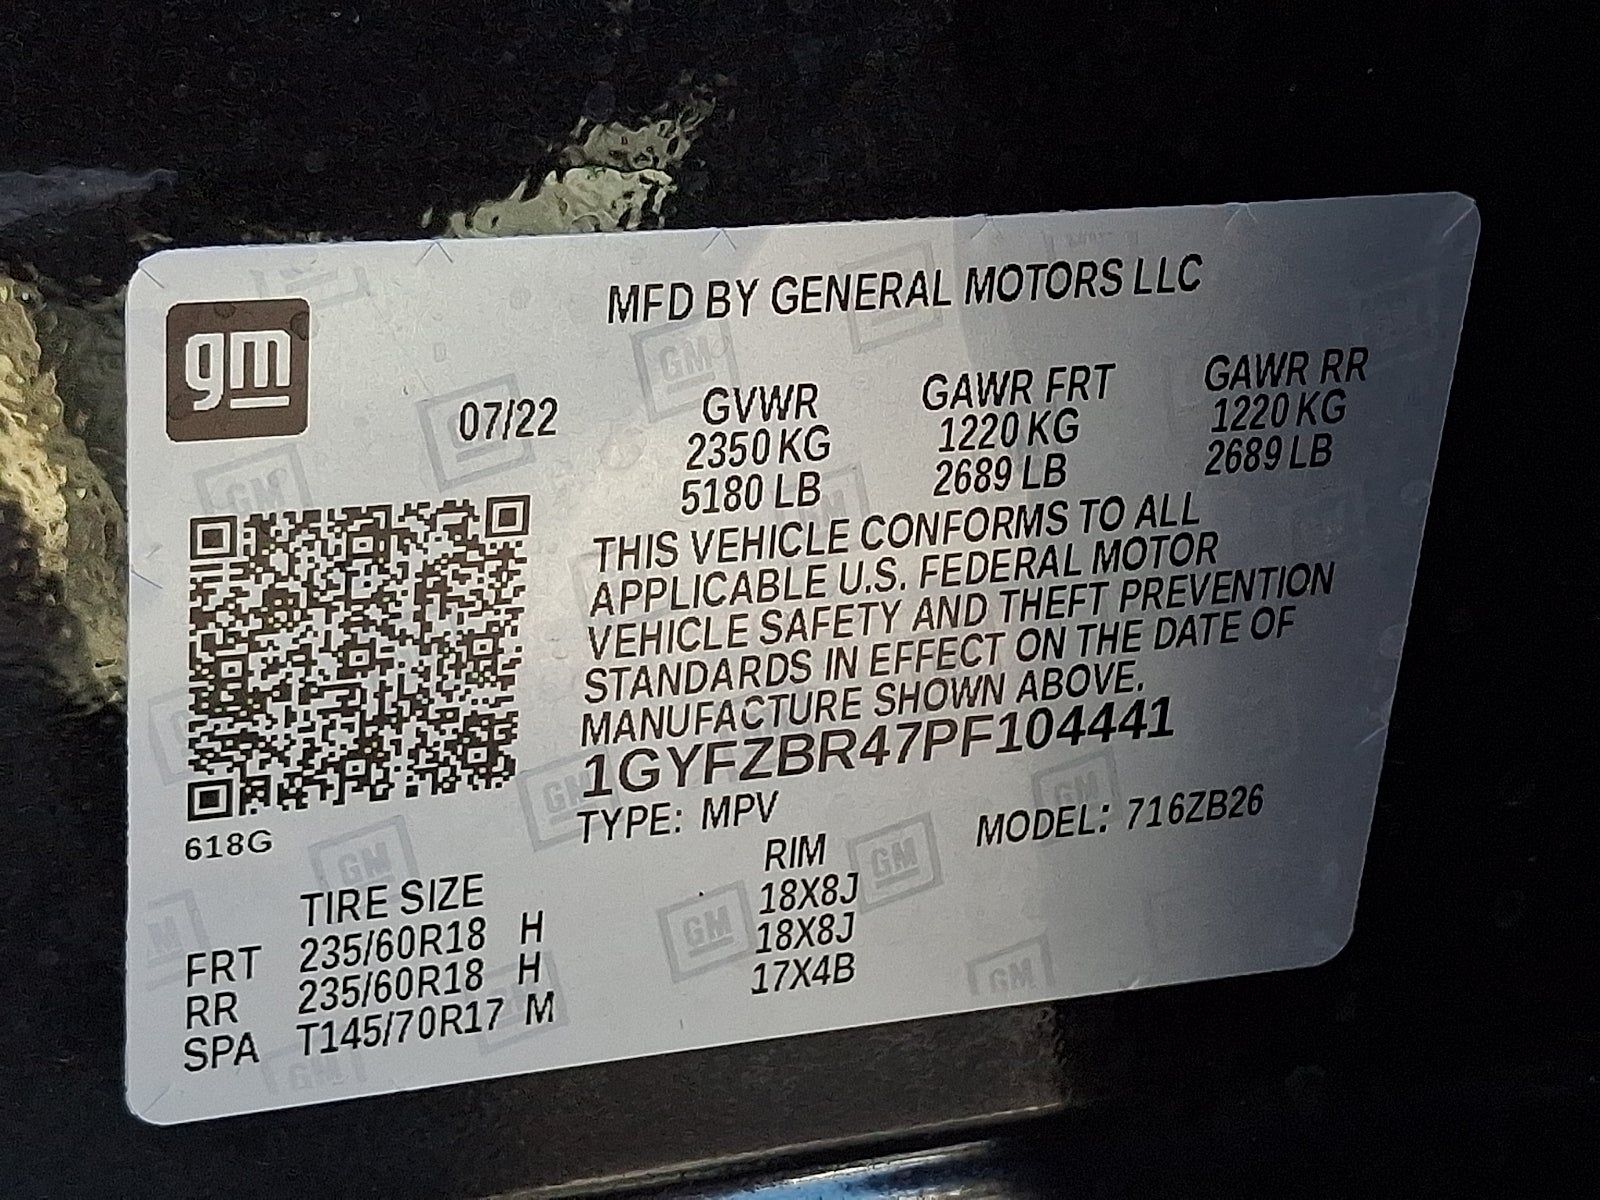 gm
MFD BY GENERAL MOTORS LLC
07/22
GVWR GAWR FRT GAWR RR
2350 KG 1220 KG 1220 KG
5180 LB 2689 LB 2689 LB
THIS VEHICLE CONFORMS TO ALL
APPLICABLE U.S. FEDERAL MOTOR
VEHICLE SAFETY AND THEFT PREVENTION
STANDARDS IN EFFECT ON THE DATE OF
MANUFACTURE SHOWN ABOVE.
1GYFZBR47PF104441
TYPE: MPV MODEL: 716ZB26
618G
TIRE SIZE RIM
FRT 235/60R18 H 18X8J
RR 235/60R18 H 18X8J
SPA T145/70R17 M 17X4B